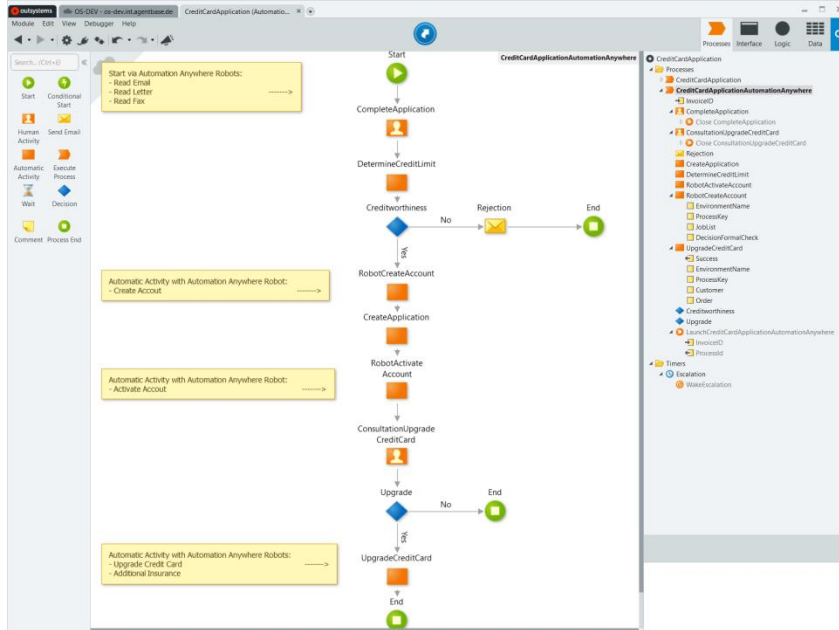 outsystems
OS-DEV - os-dev.int.agentbase.de
CreditCardApplication (Automatio...
Module Edit View Debugger Help
Processes
Interface
Logic
Data
Search... (Ctrl+E)
Start
Conditional
Start
Human
Activity
Send Email
Automatic
Activity
Execute
Process
Wait
Decision
Comment
Process End
CreditCardApplicationAutomationAnywhere
Start via Automation Anywhere Robots:
- Read Email
- Read Letter -------->
- Read Fax
Start
CompleteApplication
DetermineCreditLimit
Creditworthiness
No
Rejection
End
Yes
Automatic Activity with Automation Anywhere Robot:
- Create Accout -------->
RobotCreateAccount
CreateApplication
RobotActivate
Account
Automatic Activity with Automation Anywhere Robot:
- Activate Accout -------->
ConsultationUpgrade
CreditCard
Upgrade
No
End
Yes
Automatic Activity with Automation Anywhere Robots:
- Upgrade Credit Card -------->
- Additional Insurance
UpgradeCreditCard
End
CreditCardApplication
Processes
CreditCardApplication
CreditCardApplicationAutomationAnywhere
InvoiceID
CompleteApplication
Close CompleteApplication
ConsultationUpgradeCreditCard
Close ConsultationUpgradeCreditCard
Rejection
CreateApplication
DetermineCreditLimit
RobotActivateAccount
RobotCreateAccount
EnvironmentName
ProcessKey
JobList
DecisionFormalCheck
UpgradeCreditCard
Success
EnvironmentName
ProcessKey
Customer
Order
Creditworthiness
Upgrade
LaunchCreditCardApplicationAutomationAnywhere
InvoiceID
ProcessId
Timers
Escalation
WakeEscalation